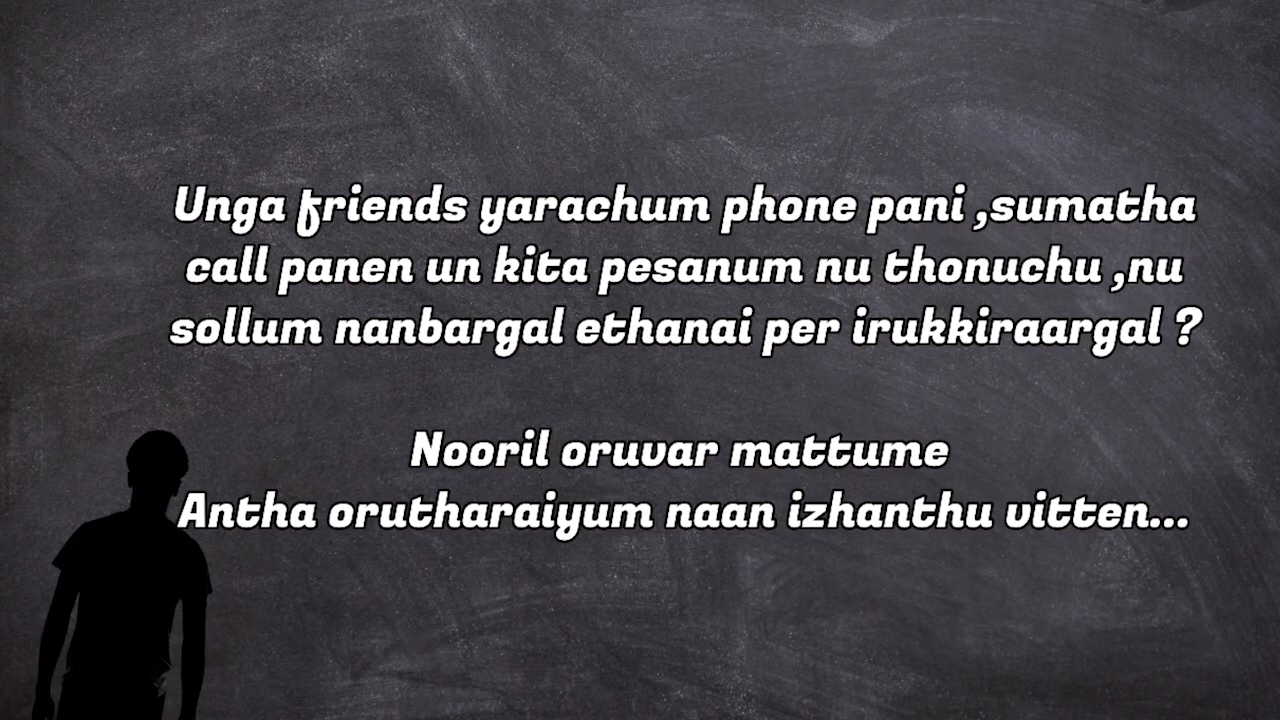 Unga friends yarachum phone pani ,sumatha
call panen un kita pesanum nu thonuchu ,nu
sollum nanbargal ethanai per irukkiraargal ?
Nooril oruvar mattume
Antha orutharaiyum naan izhanthu vitten...